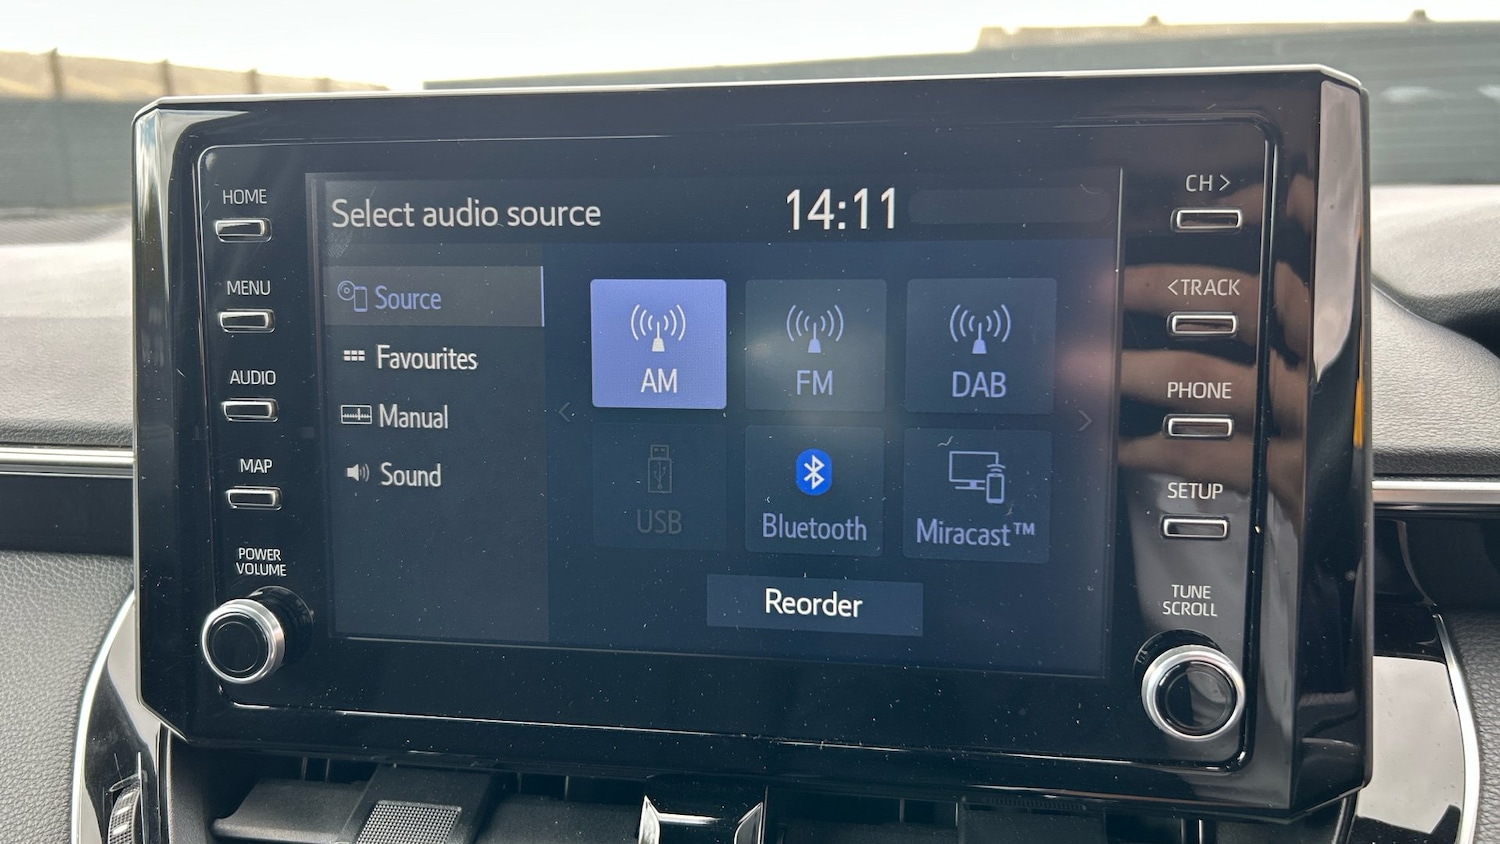 HOME
MENU
AUDIO
MAP
POWER
VOLUME
Select audio source
14:11
Source
Favourites
Manual
Sound
AM
FM
DAB
USB
Bluetooth
Miracast™
Reorder
CH >
< TRACK
PHONE
SETUP
TUNE
SCROLL